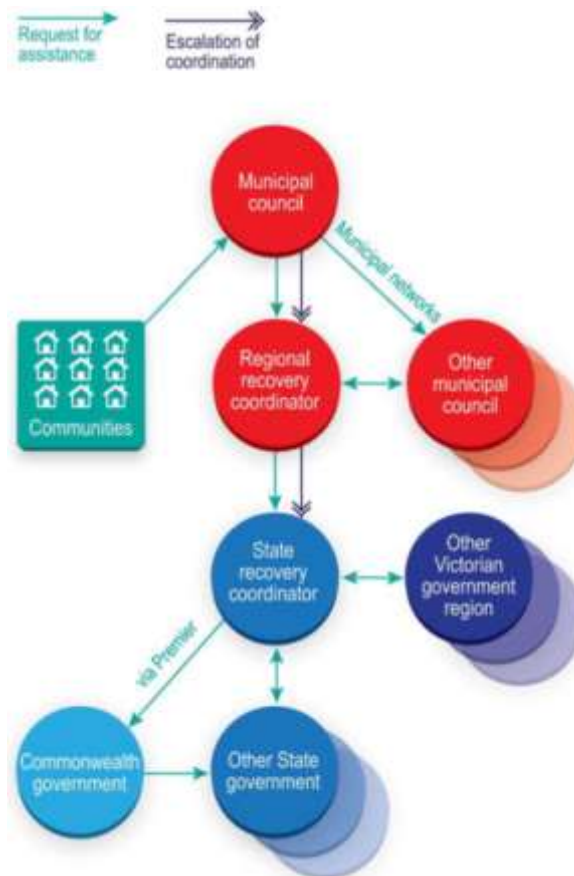 Request for
assistance
Escalation of
coordination
Municipal
council
Municipal networks
Communities
Regional
recovery
coordinator
Other
municipal
council
State
recovery
coordinator
Other
Victorian
government
region
via Premier
Commonwealth
government
Other State
government